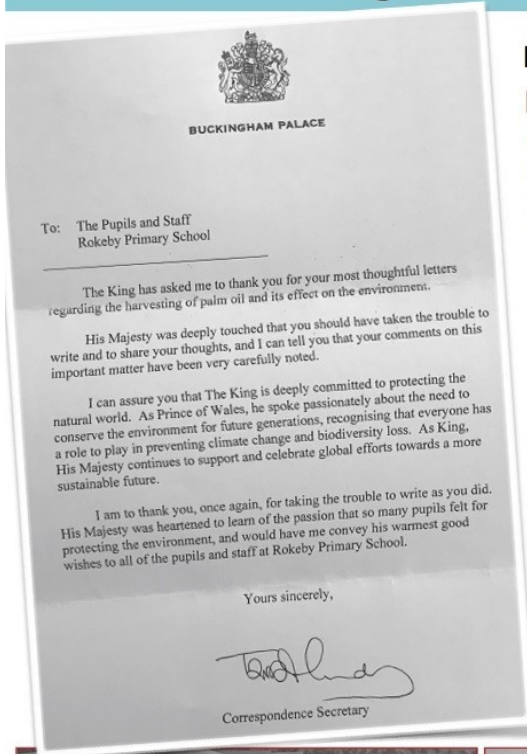 BUCKINGHAM PALACE
To: The Pupils and Staff
Rokeby Primary School
The King has asked me to thank you for your most thoughtful letters
regarding the harvesting of palm oil and its effect on the environment.
His Majesty was deeply touched that you should have taken the trouble to
write and to share your thoughts, and I can tell you that your comments on this
important matter have been very carefully noted.
I can assure you that The King is deeply committed to protecting the
natural world. As Prince of Wales, he spoke passionately about the need to
conserve the environment for future generations, recognising that everyone has
a role to play in preventing climate change and biodiversity loss. As King,
His Majesty continues to support and celebrate global efforts towards a more
sustainable future.
I am to thank you, once again, for taking the trouble to write as you did.
His Majesty was heartened to learn of the passion that so many pupils felt for
protecting the environment, and would have me convey his warmest good
wishes to all of the pupils and staff at Rokeby Primary School.
Yours sincerely,
Correspondence Secretary